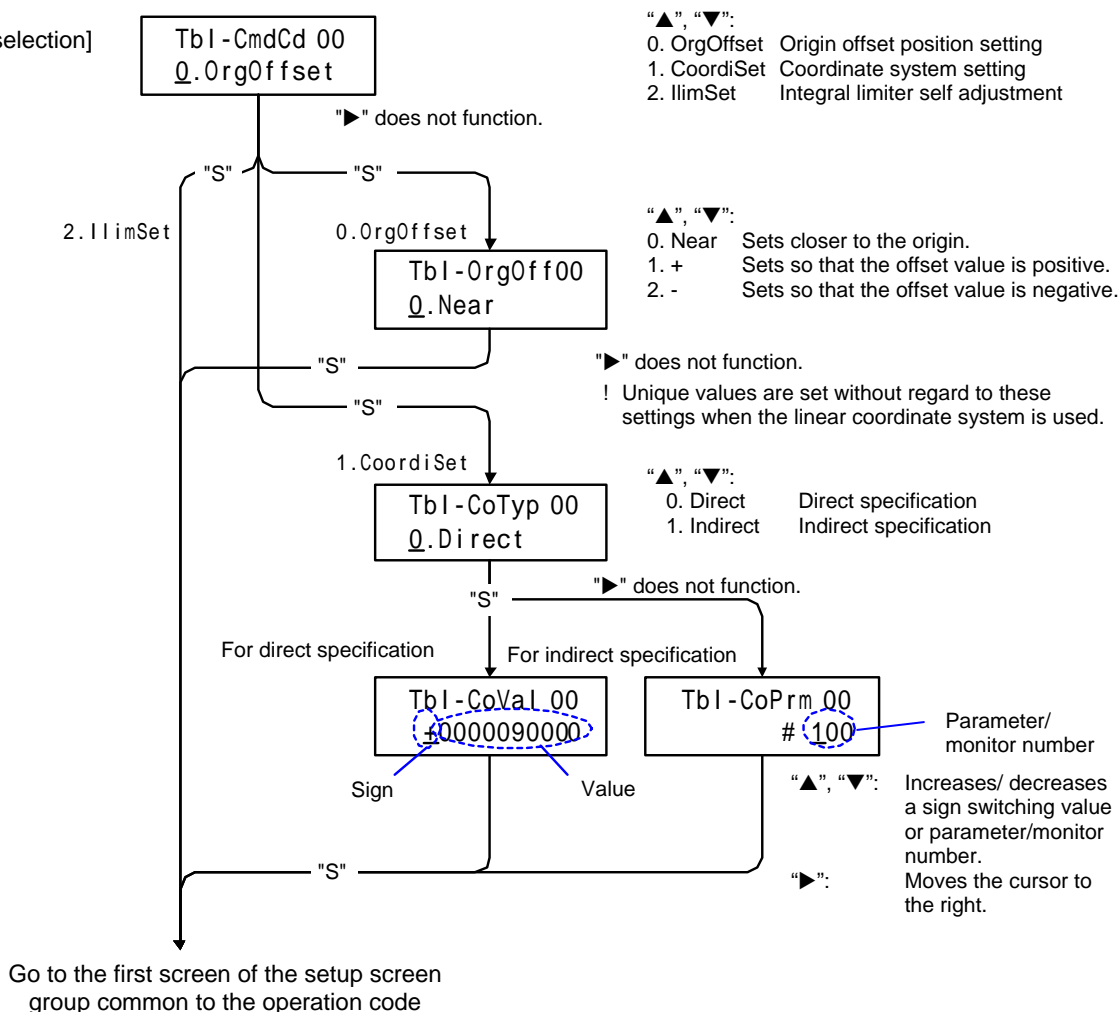 selection]
Tbl-CmdCd 00
0.OrgOffset
"▶" does not function.
“▲”, “▼”:
0. OrgOffset Origin offset position setting
1. CoordiSet Coordinate system setting
2. IlimSet Integral limiter self adjustment
"S"
"S"
2.IlimSet
0.OrgOffset
Tbl-OrgOff00
0.Near
“▲”, “▼”:
0. Near Sets closer to the origin.
1. + Sets so that the offset value is positive.
2. - Sets so that the offset value is negative.
"S"
"▶" does not function.
! Unique values are set without regard to these
settings when the linear coordinate system is used.
"S"
1.CoordiSet
Tbl-CoTyp 00
0.Direct
“▲”, “▼”:
0. Direct Direct specification
1. Indirect Indirect specification
"S"
"▶" does not function.
For direct specification
For indirect specification
Tbl-CoVal 00
+0000090000
Sign
Value
Tbl-CoPrm 00
# 100
Parameter/
monitor number
“▲”, “▼”: Increases/ decreases
a sign switching value
or parameter/monitor
number.
“▶”: Moves the cursor to
the right.
"S"
Go to the first screen of the setup screen
group common to the operation code